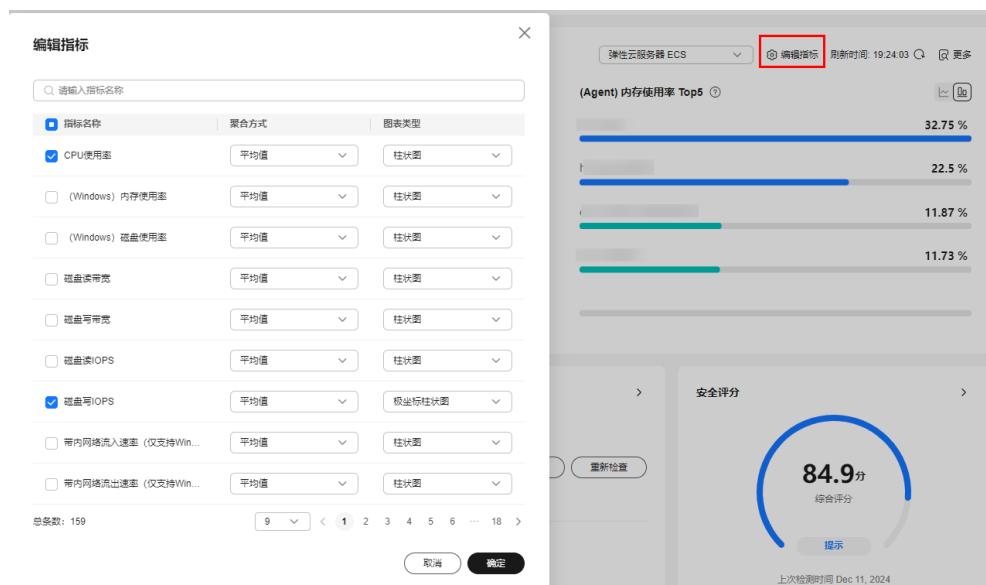 编辑指标
请输入指标名称
指标名称 聚合方式 图表类型
CPU使用率 平均值 柱状图
(Windows) 内存使用率 平均值 柱状图
(Windows) 磁盘使用率 平均值 柱状图
磁盘读带宽 平均值 柱状图
磁盘写带宽 平均值 柱状图
磁盘读IOPS 平均值 柱状图
磁盘写IOPS 平均值 极坐标柱状图
带内网络流入速率 (仅支持Win... 平均值 柱状图
带内网络流出速率 (仅支持Win... 平均值 柱状图
总条数: 159 9 1 2 3 4 5 6 ... 18
取消 确定
弹性云服务器 ECS 编辑指标 刷新时间: 19:24:03 更多
(Agent) 内存使用率 Top5
32.75 %
22.5 %
11.87 %
11.73 %
重新检查
安全评分
84.9分
综合评分
提示
上次检测时间 Dec 11, 2024